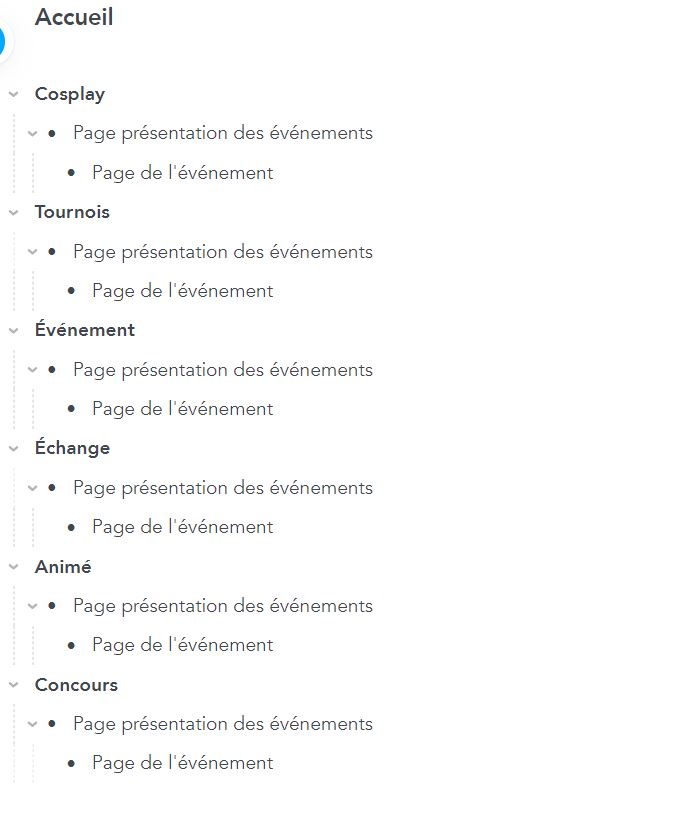 Accueil
Cosplay
Page présentation des événements
Page de l'événement
Tournois
Page présentation des événements
Page de l'événement
Événement
Page présentation des événements
Page de l'événement
Échange
Page présentation des événements
Page de l'événement
Animé
Page présentation des événements
Page de l'événement
Concours
Page présentation des événements
Page de l'événement